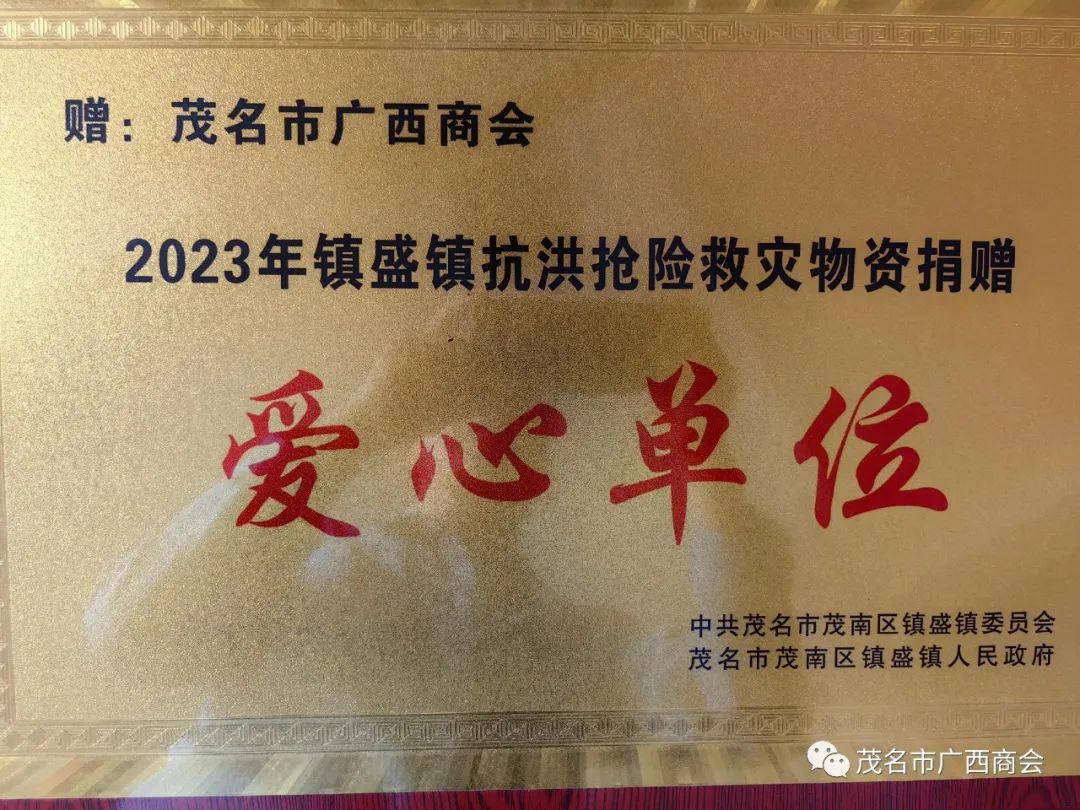 赠：茂名市广西商会
2023年镇盛镇抗洪抢险救灾物资捐赠
爱心单位
中共茂名市茂南区镇盛镇委员会
茂名市茂南区镇盛镇人民政府
茂名市广西商会